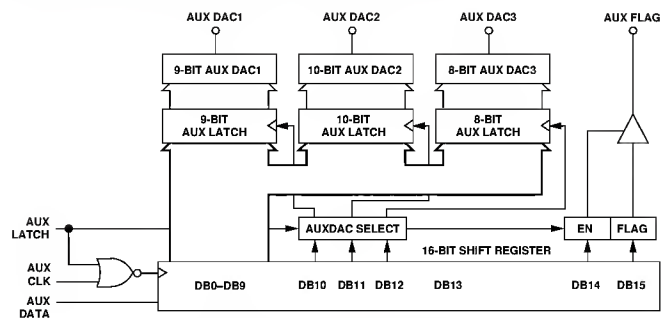 AUX DAC1
AUX DAC2
AUX DAC3
AUX FLAG
9-BIT AUX DAC1
10-BIT AUX DAC2
8-BIT AUX DAC3
9-BIT
AUX LATCH
10-BIT
AUX LATCH
8-BIT
AUX LATCH
AUX
LATCH
AUXDAC SELECT
EN
FLAG
16-BIT SHIFT REGISTER
AUX
CLK
DB0–DB9
DB10
DB11
DB12
DB13
DB14
DB15
AUX
DATA